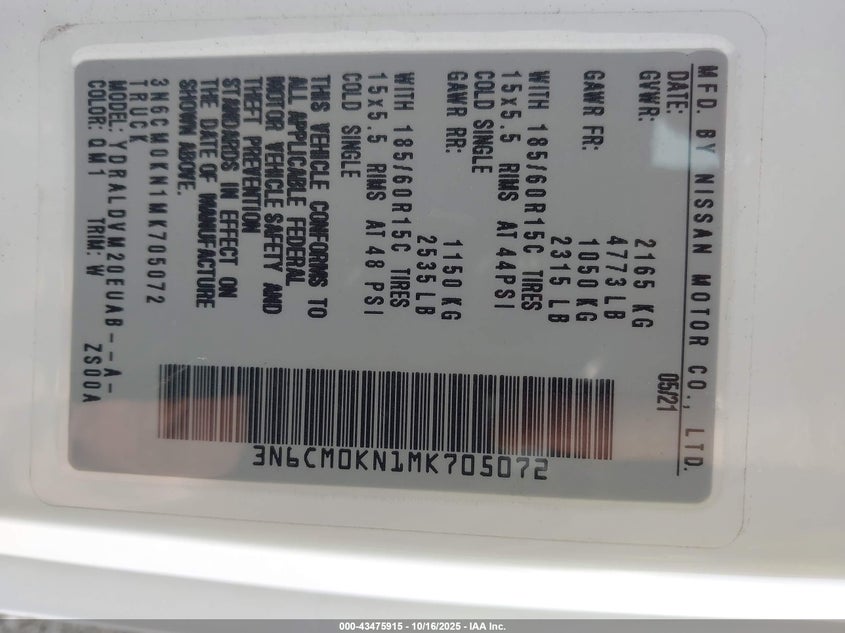 MFD. BY NISSAN MOTOR CO., LTD.
DATE: 05/21
GVWR: 2165 KG
4773 LB
GAWR FR: 1050 KG
2315 LB
WITH 185/60R15C TIRES
15x5.5 RIMS AT 44PSI
COLD SINGLE
GAWR RR: 1150 KG
2535 LB
WITH 185/60R15C TIRES
15x5.5 RIMS AT 48 PSI
COLD SINGLE
THIS VEHICLE CONFORMS TO
ALL APPLICABLE FEDERAL
MOTOR VEHICLE SAFETY AND
THEFT PREVENTION
STANDARDS IN EFFECT ON
THE DATE OF MANUFACTURE
SHOWN ABOVE.
3N6CM0KN1MK705072
TRUCK
MODEL: YDRALDVM20EUAB--A-
COLOR: QM1 TRIM: W ZS00A
3N6CM0KN1MK705072
000-43475915 - 10/16/2025 - IAA Inc.